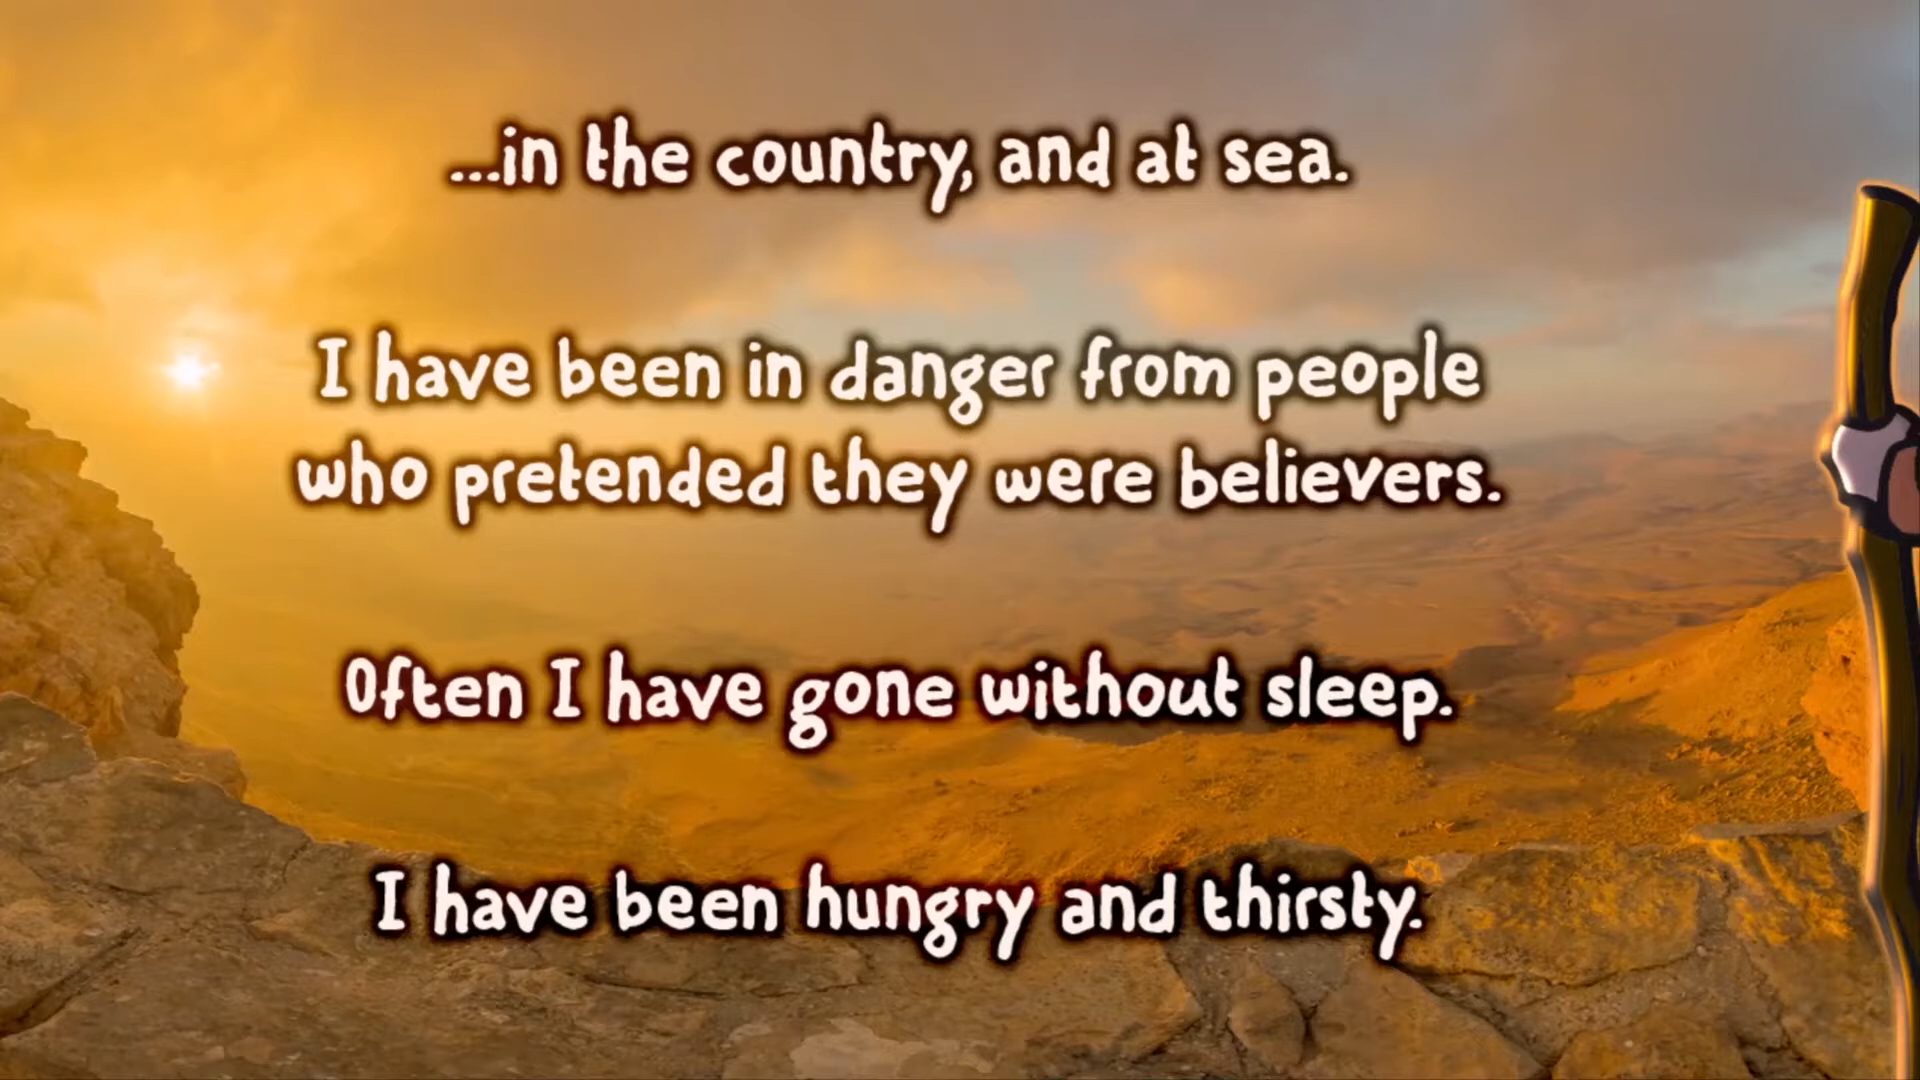 ...in the country, and at sea.
I have been in danger from people
who pretended they were believers.
Often I have gone without sleep.
I have been hungry and thirsty.